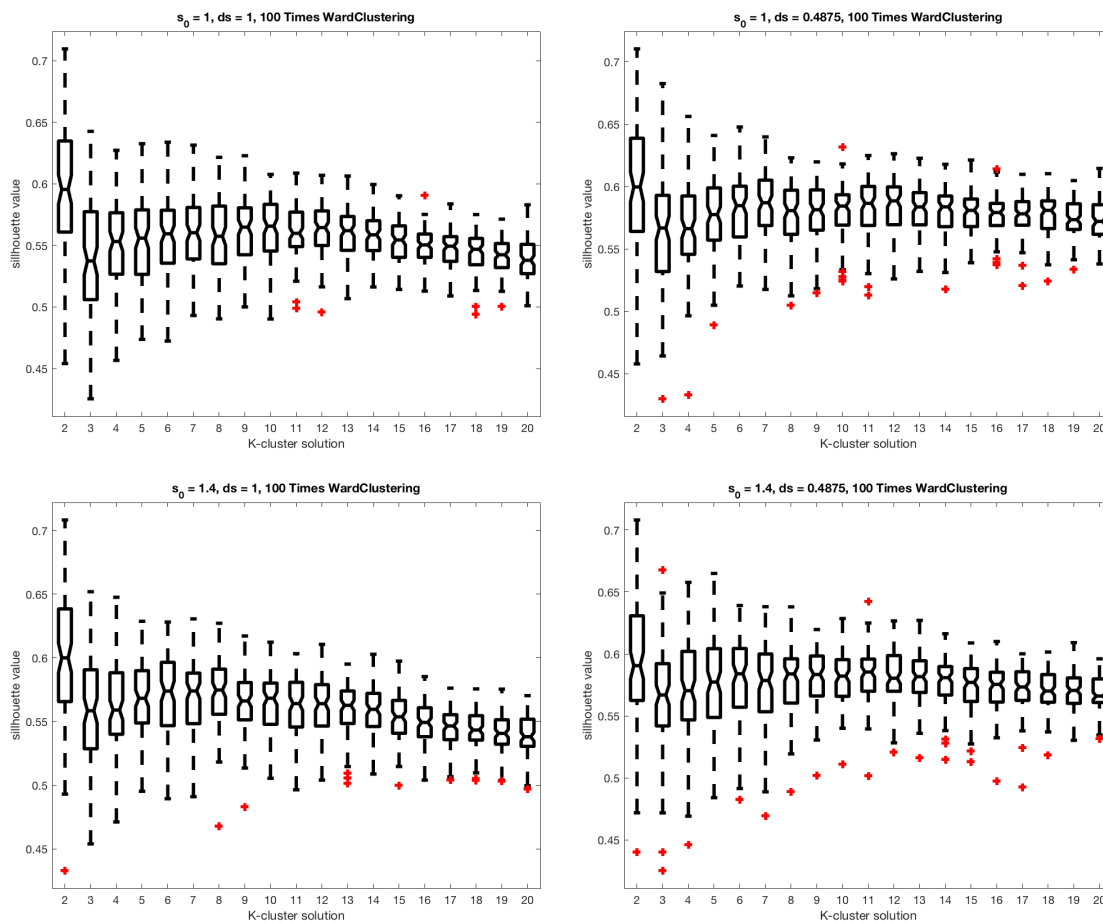 s₀ = 1, ds = 1, 100 Times WardClustering
sillhouette value
0.7
0.65
0.6
0.55
0.5
0.45
2 3 4 5 6 7 8 9 10 11 12 13 14 15 16 17 18 19 20
K-cluster solution
s₀ = 1, ds = 0.4875, 100 Times WardClustering
sillhouette value
0.7
0.65
0.6
0.55
0.5
0.45
2 3 4 5 6 7 8 9 10 11 12 13 14 15 16 17 18 19 20
K-cluster solution
s₀ = 1.4, ds = 1, 100 Times WardClustering
sillhouette value
0.7
0.65
0.6
0.55
0.5
0.45
2 3 4 5 6 7 8 9 10 11 12 13 14 15 16 17 18 19 20
K-cluster solution
s₀ = 1.4, ds = 0.4875, 100 Times WardClustering
sillhouette value
0.7
0.65
0.6
0.55
0.5
0.45
2 3 4 5 6 7 8 9 10 11 12 13 14 15 16 17 18 19 20
K-cluster solution